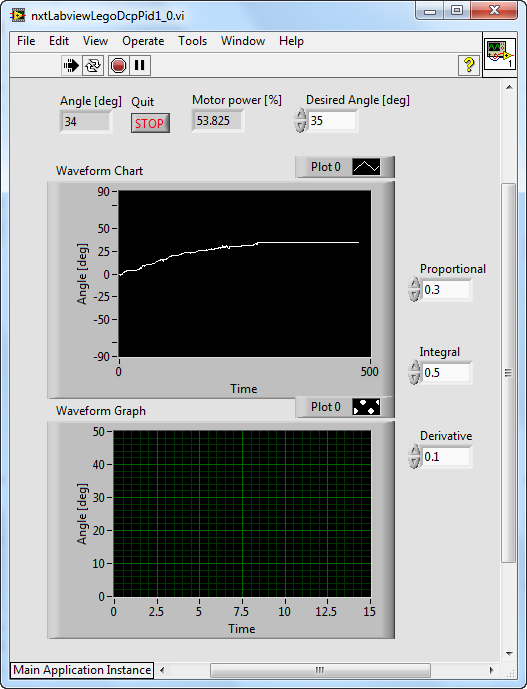 nxtLabviewLegoDcpPid1_0.vi
File Edit View Operate Tools Window Help
?
1
Angle [deg] Quit Motor power [%] Desired Angle [deg]
34 STOP 53.825 35
Plot 0
Waveform Chart
90
50
25
0
-25
-50
-90
Angle [deg]
0 500
Time
Proportional
0.3
Integral
0.5
Derivative
0.1
Plot 0
Waveform Graph
50
40
30
20
10
0
Angle [deg]
0 2.5 5 7.5 10 12.5 15
Time
Main Application Instance